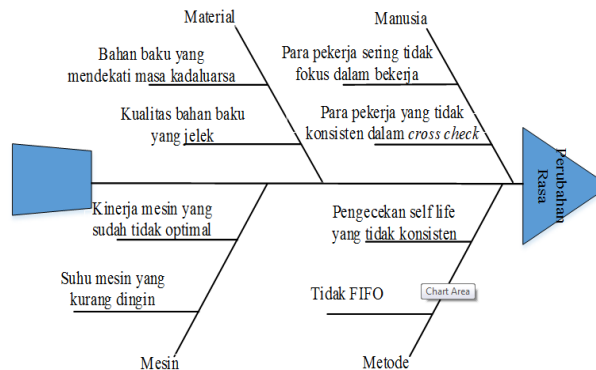 Material
Manusia
Bahan baku yang
mendekati masa kadaluarsa
Para pekerja sering tidak
fokus dalam bekerja
Kualitas bahan baku
yang jelek
Para pekerja yang tidak
konsisten dalam cross check
Perubahan
Rasa
Kinerja mesin yang
sudah tidak optimal
Pengecekan self life
yang tidak konsisten
Suhu mesin yang
kurang dingin
Tidak FIFO
Chart Area
Mesin
Metode